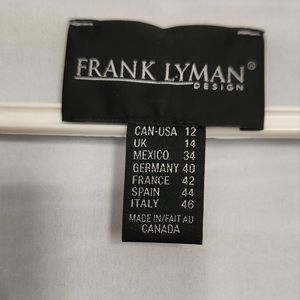 FRANK LYMAN®
DESIGN
CAN-USA 12
UK 14
MEXICO 34
GERMANY 40
FRANCE 42
SPAIN 44
ITALY 46
MADE IN/FAIT AU
CANADA